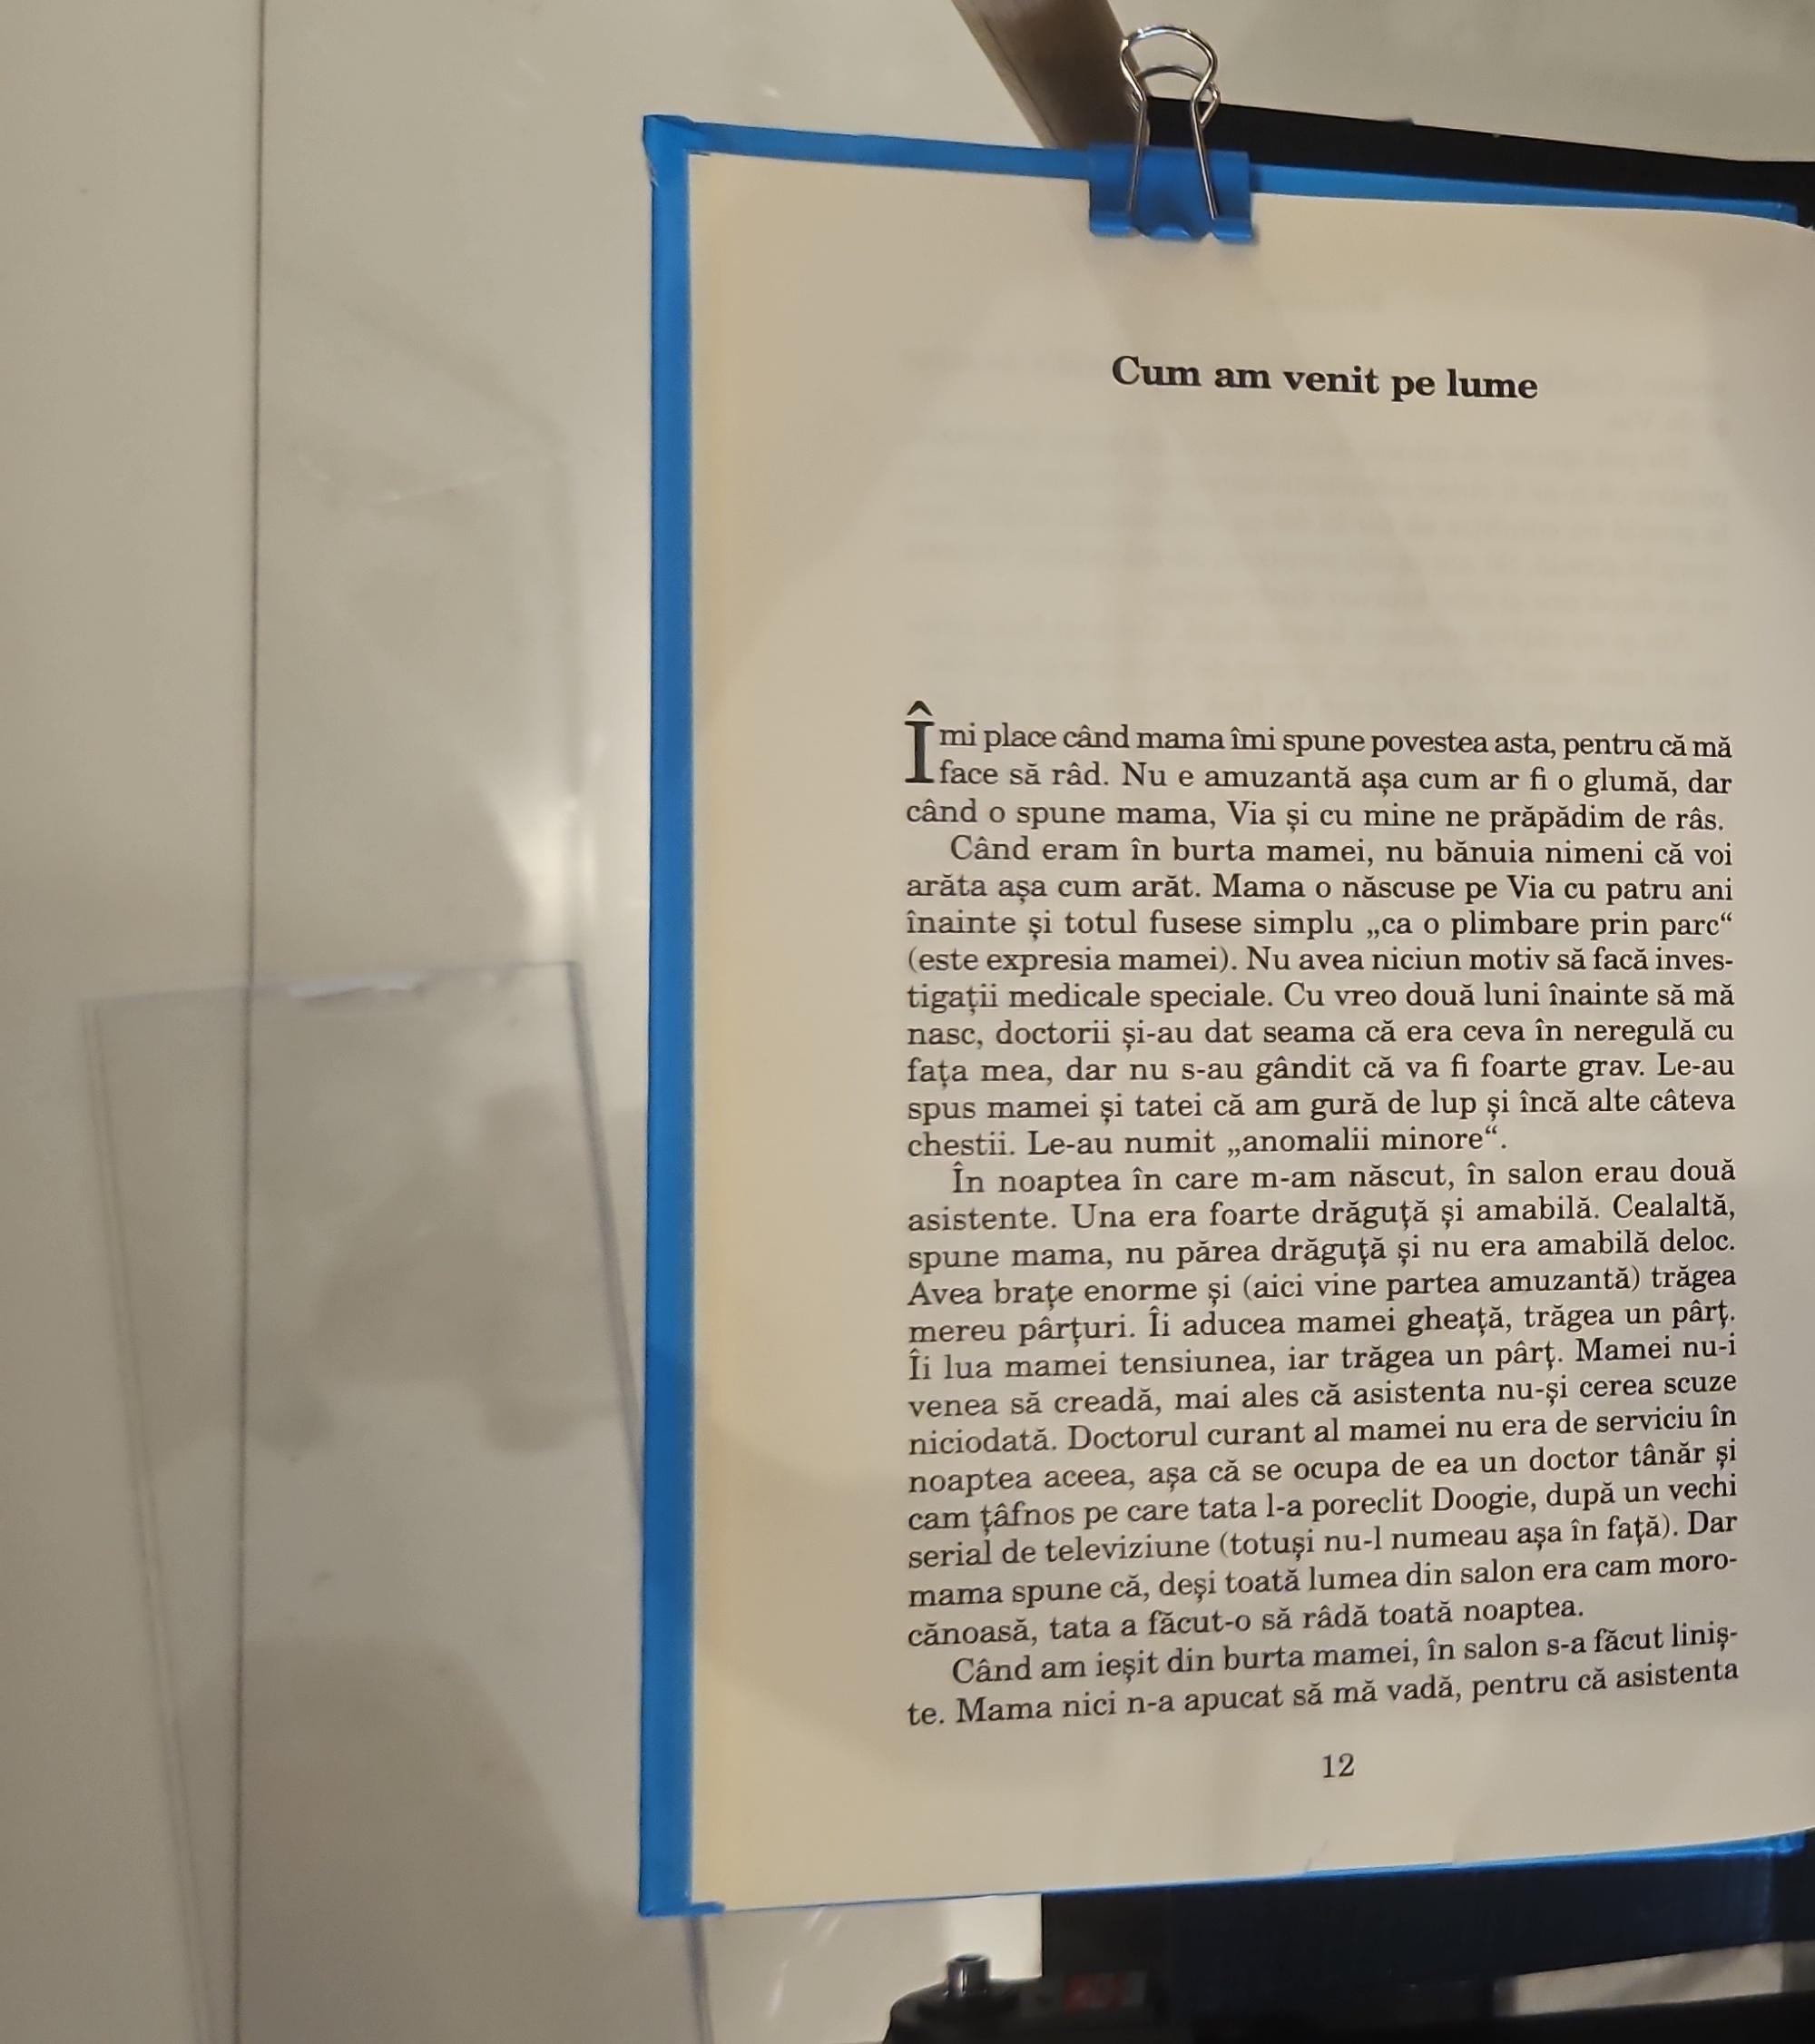 Cum am venit pe lume
Îmi place când mama îmi spune povestea asta, pentru că mă
face să râd. Nu e amuzantă așa cum ar fi o glumă, dar
când o spune mama, Via și cu mine ne prăpădim de râs.
Când eram în burta mamei, nu bănuia nimeni că voi
arăta așa cum arăt. Mama o născuse pe Via cu patru ani
înainte și totul fusese simplu „ca o plimbare prin parc“
(este expresia mamei). Nu avea niciun motiv să facă inves-
tigații medicale speciale. Cu vreo două luni înainte să mă
nasc, doctorii și-au dat seama că era ceva în neregulă cu
fața mea, dar nu s-au gândit că va fi foarte grav. Le-au
spus mamei și tatei că am gură de lup și încă alte câteva
chestii. Le-au numit „anomalii minore“.
În noaptea în care m-am născut, în salon erau două
asistente. Una era foarte drăguță și amabilă. Cealaltă,
spune mama, nu părea drăguță și nu era amabilă deloc.
Avea brațe enorme și (aici vine partea amuzantă) trăgea
mereu pârțuri. Îi aducea mamei gheață, trăgea un pârț.
Îi lua mamei tensiunea, iar trăgea un pârț. Mamei nu-i
venea să creadă, mai ales că asistenta nu-și cerea scuze
niciodată. Doctorul curant al mamei nu era de serviciu în
noaptea aceea, așa că se ocupa de ea un doctor tânăr și
cam țâfnos pe care tata l-a poreclit Doogie, după un vechi
serial de televiziune (totuși nu-l numeau așa în față). Dar
mama spune că, deși toată lumea din salon era cam moro-
cănoasă, tata a făcut-o să râdă toată noaptea.
Când am ieșit din burta mamei, în salon s-a făcut liniș-
te. Mama nici n-a apucat să mă vadă, pentru că asistenta
12